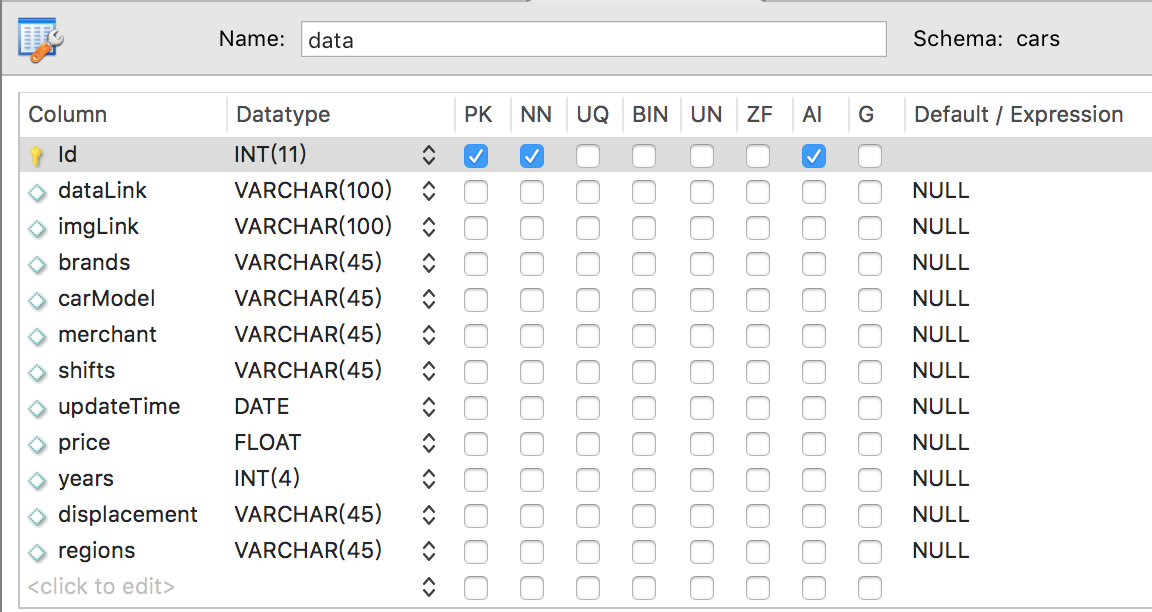 Name: data Schema: cars
Column Datatype PK NN UQ BIN UN ZF AI G Default / Expression
Id INT(11)
dataLink VARCHAR(100) NULL
imgLink VARCHAR(100) NULL
brands VARCHAR(45) NULL
carModel VARCHAR(45) NULL
merchant VARCHAR(45) NULL
shifts VARCHAR(45) NULL
updateTime DATE NULL
price FLOAT NULL
years INT(4) NULL
displacement VARCHAR(45) NULL
regions VARCHAR(45) NULL
<click to edit>